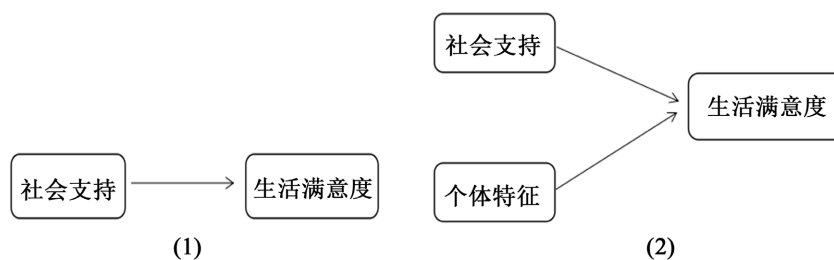 社会支持
生活满意度
(1)
社会支持
个体特征
生活满意度
(2)